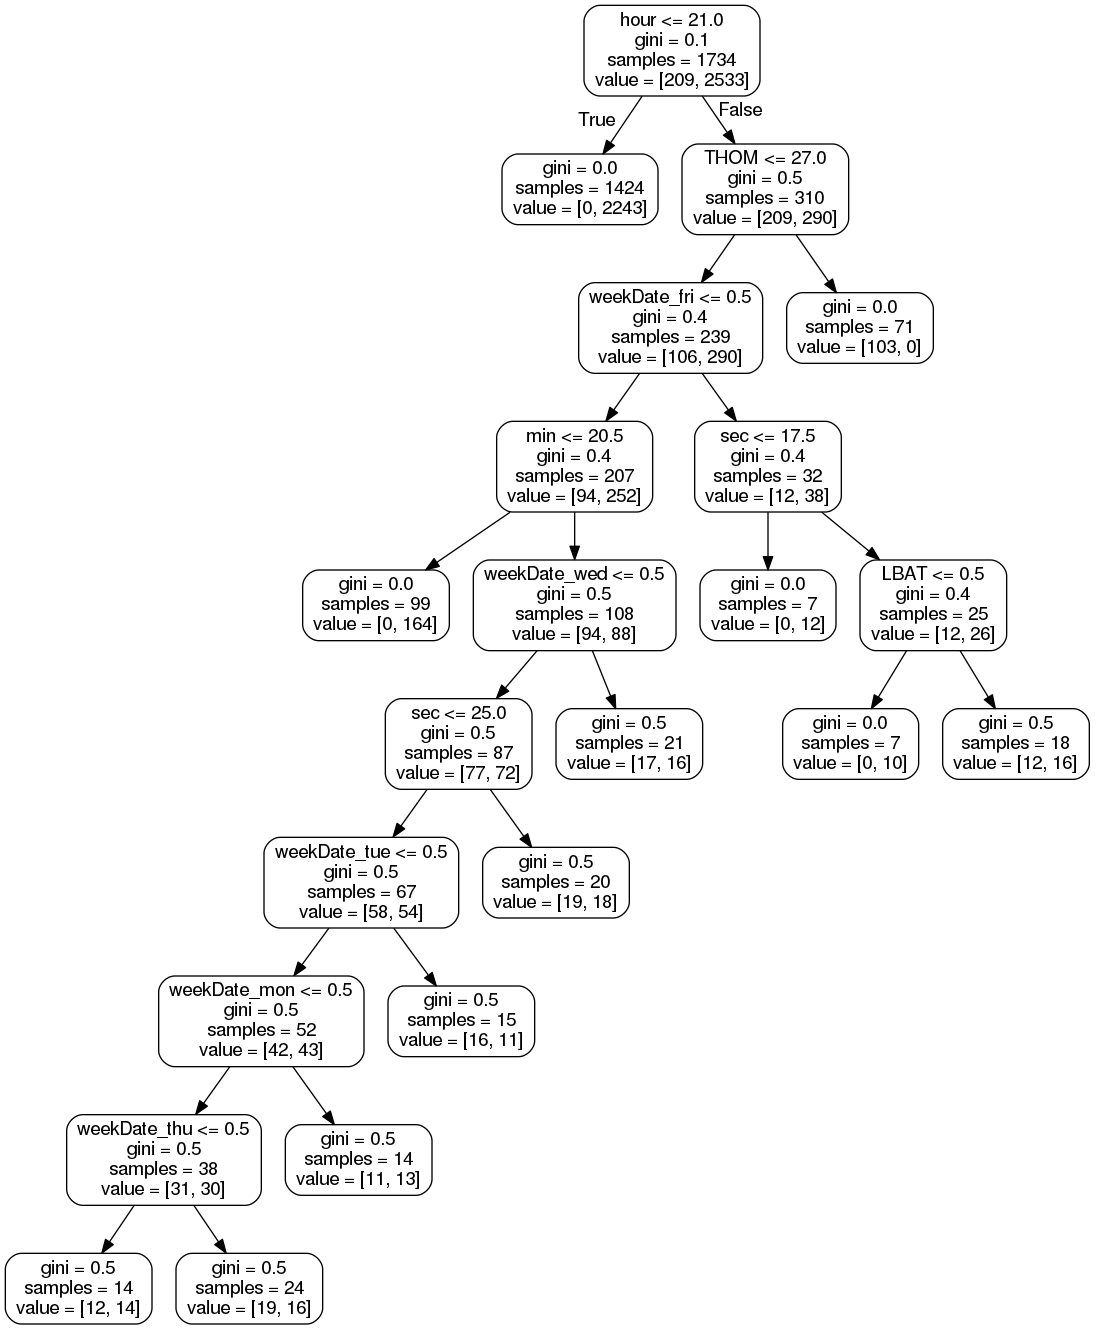 hour <= 21.0
gini = 0.1
samples = 1734
value = [209, 2533]
True
False
gini = 0.0
samples = 1424
value = [0, 2243]
THOM <= 27.0
gini = 0.5
samples = 310
value = [209, 290]
weekDate_fri <= 0.5
gini = 0.4
samples = 239
value = [106, 290]
gini = 0.0
samples = 71
value = [103, 0]
min <= 20.5
gini = 0.4
samples = 207
value = [94, 252]
sec <= 17.5
gini = 0.4
samples = 32
value = [12, 38]
gini = 0.0
samples = 99
value = [0, 164]
weekDate_wed <= 0.5
gini = 0.5
samples = 108
value = [94, 88]
gini = 0.0
samples = 7
value = [0, 12]
LBAT <= 0.5
gini = 0.4
samples = 25
value = [12, 26]
sec <= 25.0
gini = 0.5
samples = 87
value = [77, 72]
gini = 0.5
samples = 21
value = [17, 16]
gini = 0.0
samples = 7
value = [0, 10]
gini = 0.5
samples = 18
value = [12, 16]
weekDate_tue <= 0.5
gini = 0.5
samples = 67
value = [58, 54]
gini = 0.5
samples = 20
value = [19, 18]
weekDate_mon <= 0.5
gini = 0.5
samples = 52
value = [42, 43]
gini = 0.5
samples = 15
value = [16, 11]
weekDate_thu <= 0.5
gini = 0.5
samples = 38
value = [31, 30]
gini = 0.5
samples = 14
value = [11, 13]
gini = 0.5
samples = 14
value = [12, 14]
gini = 0.5
samples = 24
value = [19, 16]